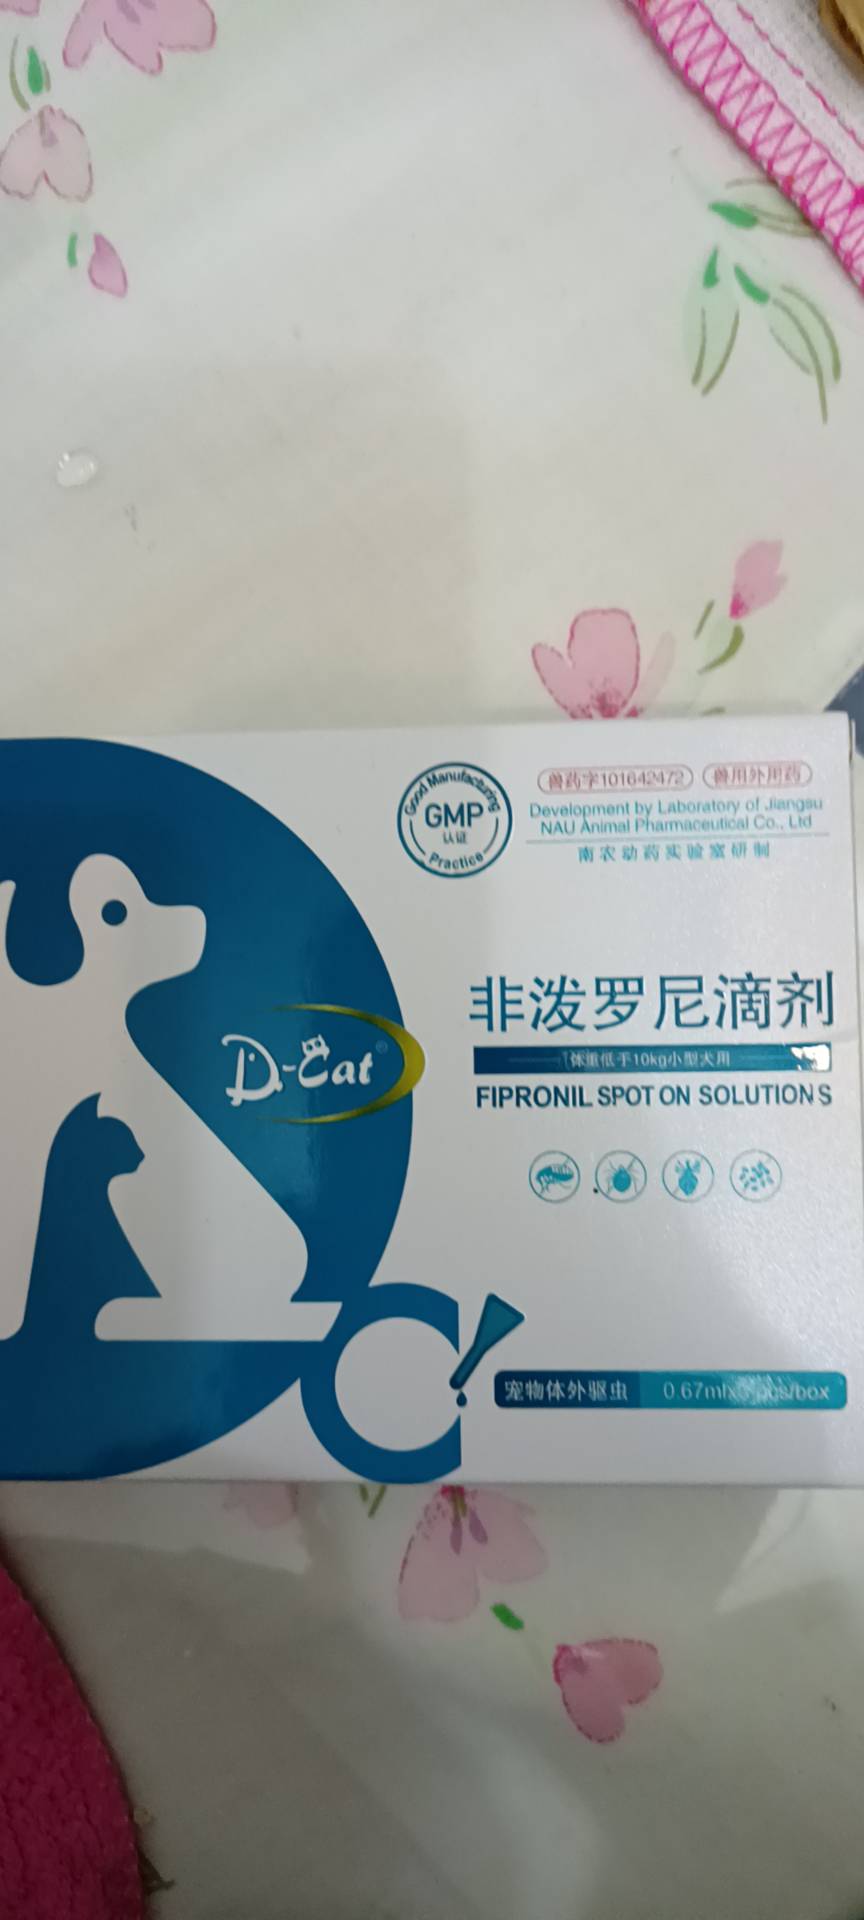 Good Manufacturing
GMP
认证
Practice
兽药字101642472 兽用外用药
Development by Laboratory of Jiangsu
NAU Animal Pharmaceutical Co., Ltd
南农动药实验室研制
D-Cat®
非泼罗尼滴剂
体重低于10kg小型犬用
FIPRONIL SPOT ON SOLUTIONS
宠物体外驱虫 0.67ml pcs/box